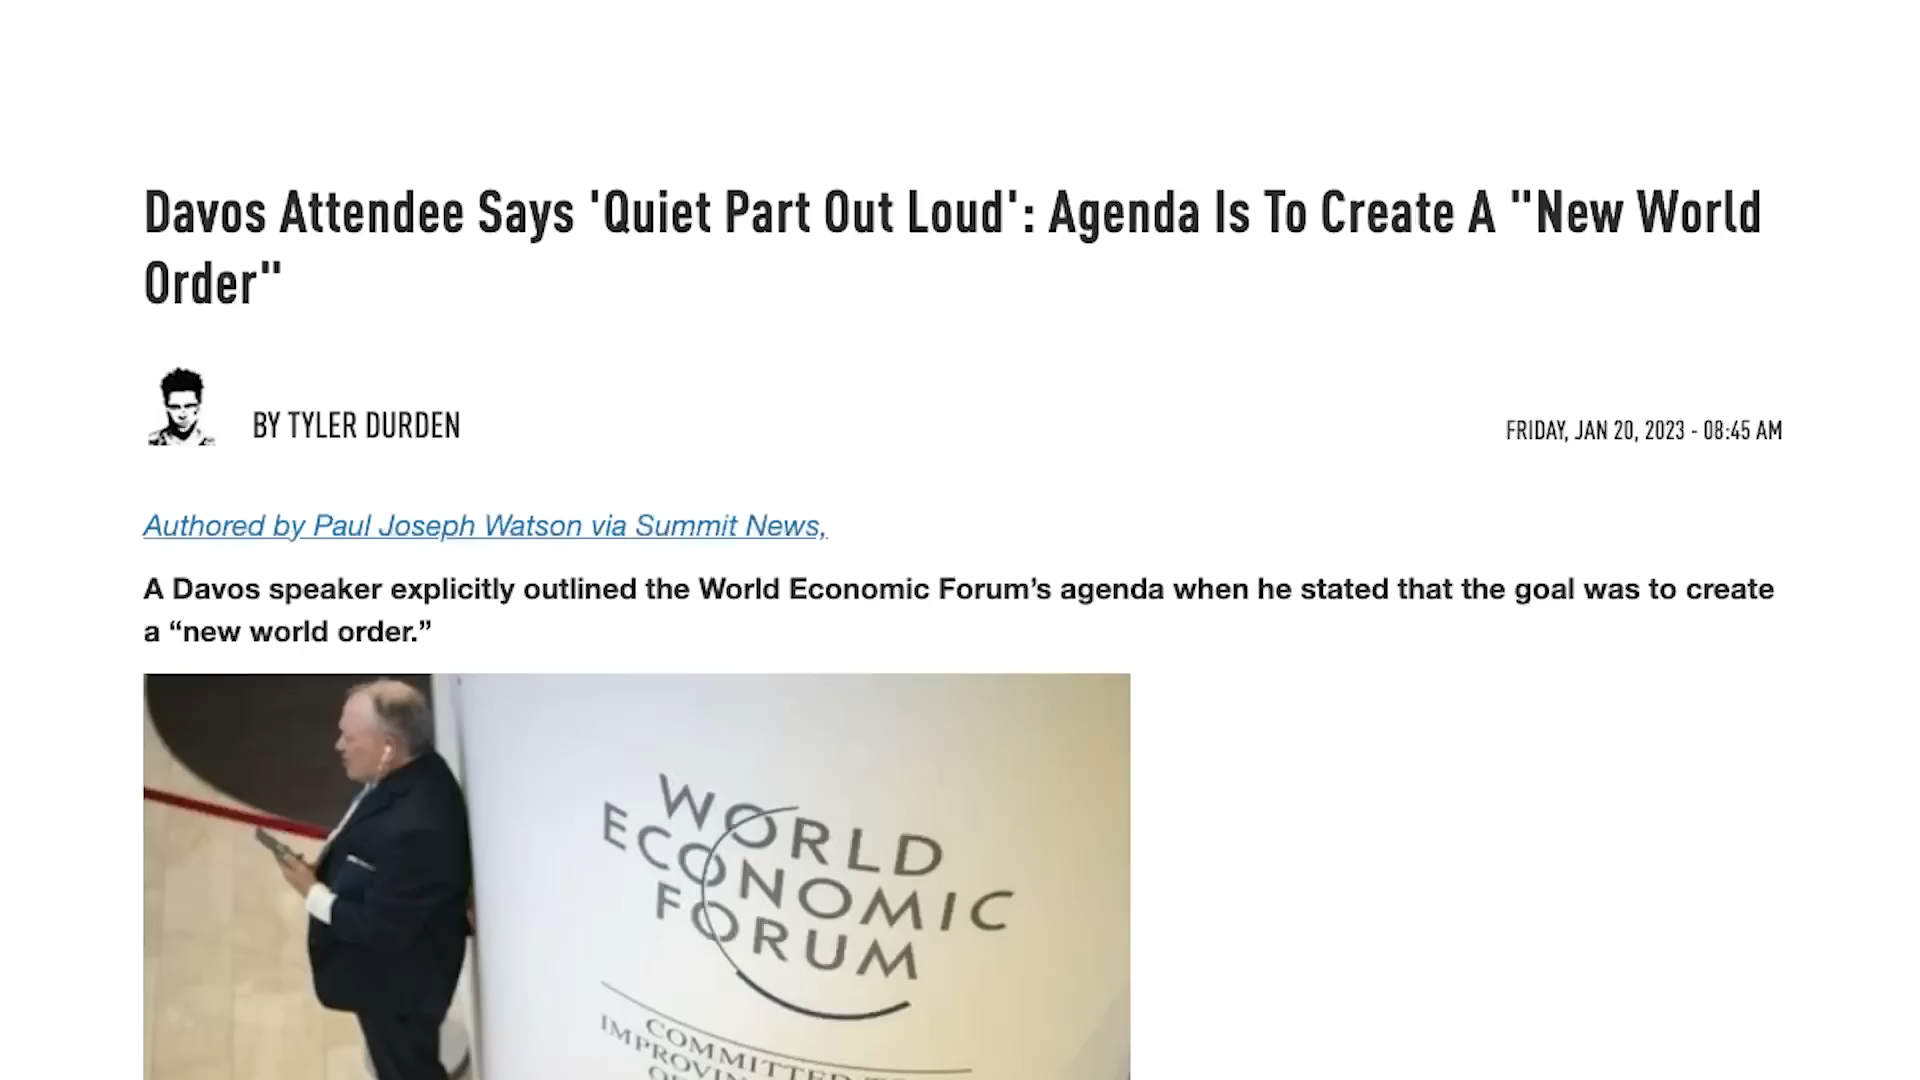 Davos Attendee Says 'Quiet Part Out Loud': Agenda Is To Create A "New World
Order"
BY TYLER DURDEN
FRIDAY, JAN 20, 2023 - 08:45 AM
Authored by Paul Joseph Watson via Summit News,
A Davos speaker explicitly outlined the World Economic Forum’s agenda when he stated that the goal was to create
a “new world order.”
WORLD
ECONOMIC
FORUM
COMMITTED